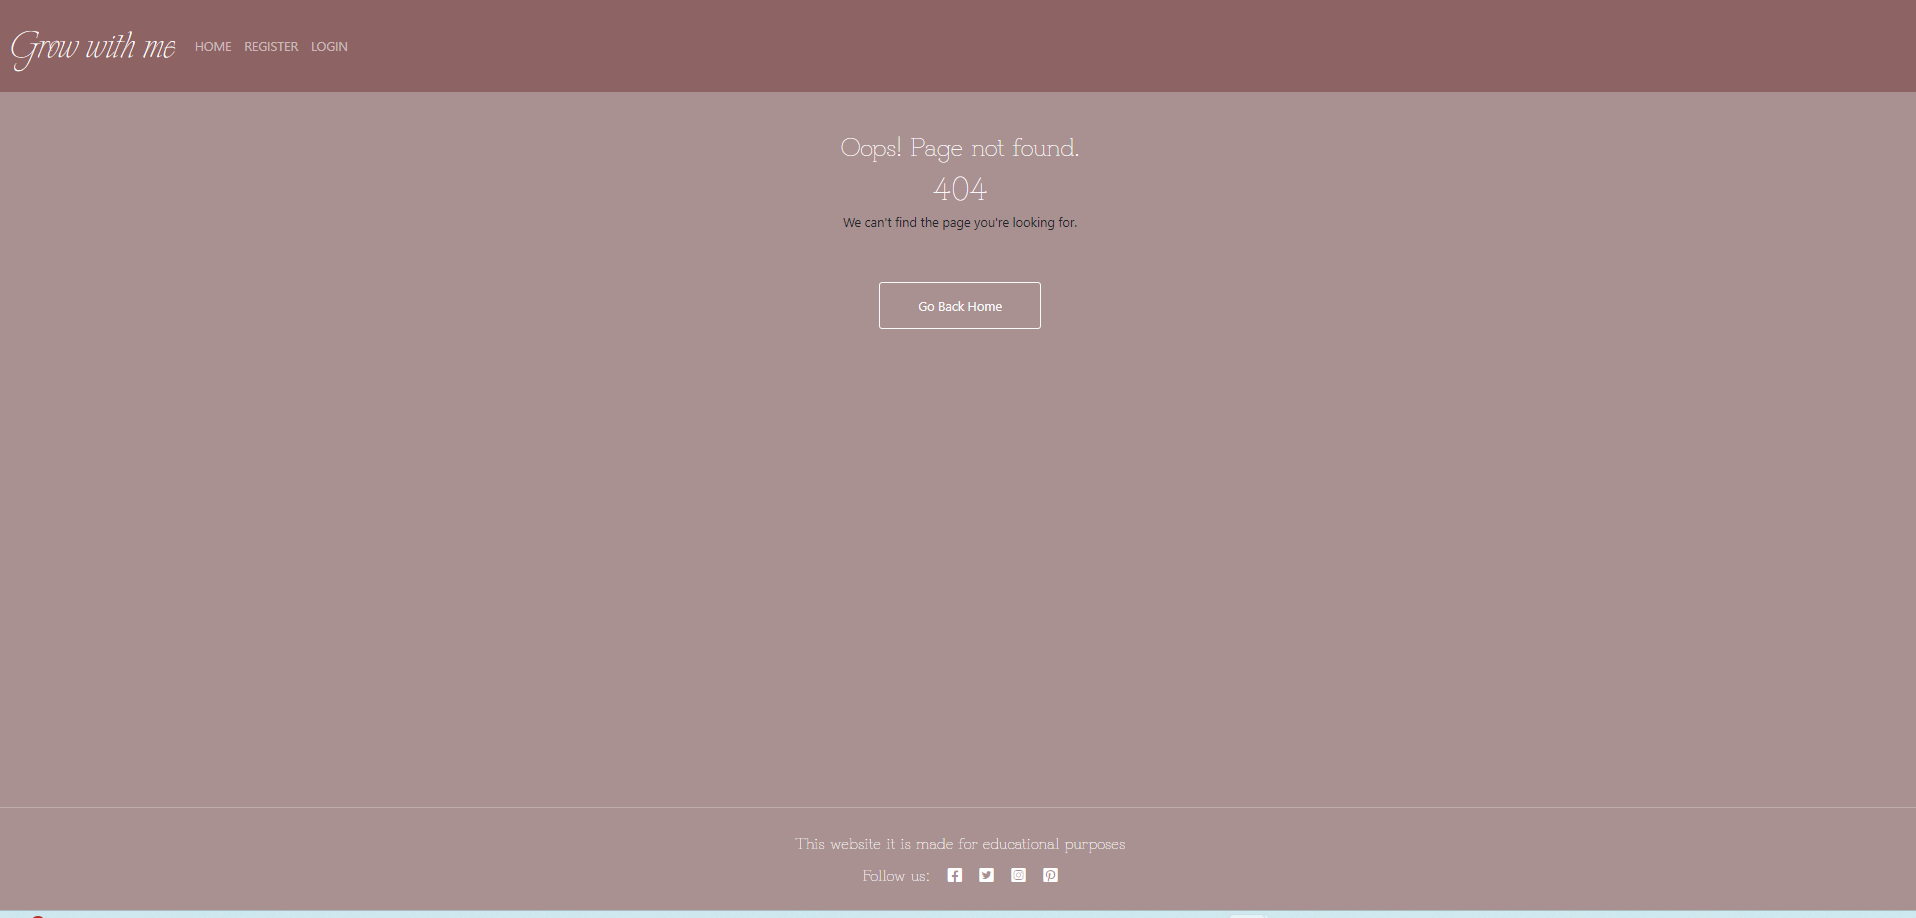 Grow with me HOME REGISTER LOGIN
Oops! Page not found.
404
We can't find the page you're looking for.
Go Back Home
This website it is made for educational purposes
Follow us: